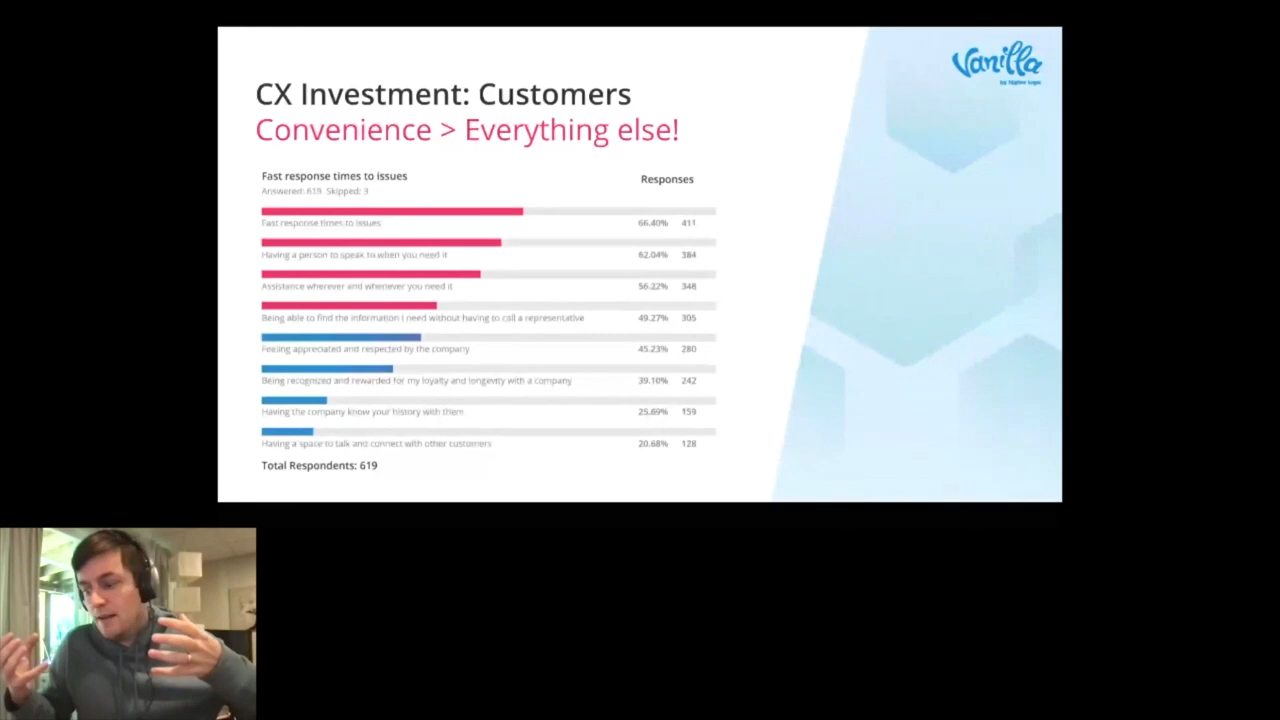 Vanilla
by Higher Logic
CX Investment: Customers
Convenience > Everything else!
Fast response times to issues
Responses
Answered: 619 Skipped: 3
Fast response times to issues 66.40% 411
Having a person to speak to when you need it 62.04% 384
Assistance wherever and whenever you need it 56.22% 348
Being able to find the information I need without having to call a representative 49.27% 305
Feeling appreciated and respected by the company 45.23% 280
Being recognized and rewarded for my loyalty and longevity with a company 39.10% 242
Having the company know your history with them 25.69% 159
Having a space to talk and connect with other customers 20.68% 128
Total Respondents: 619